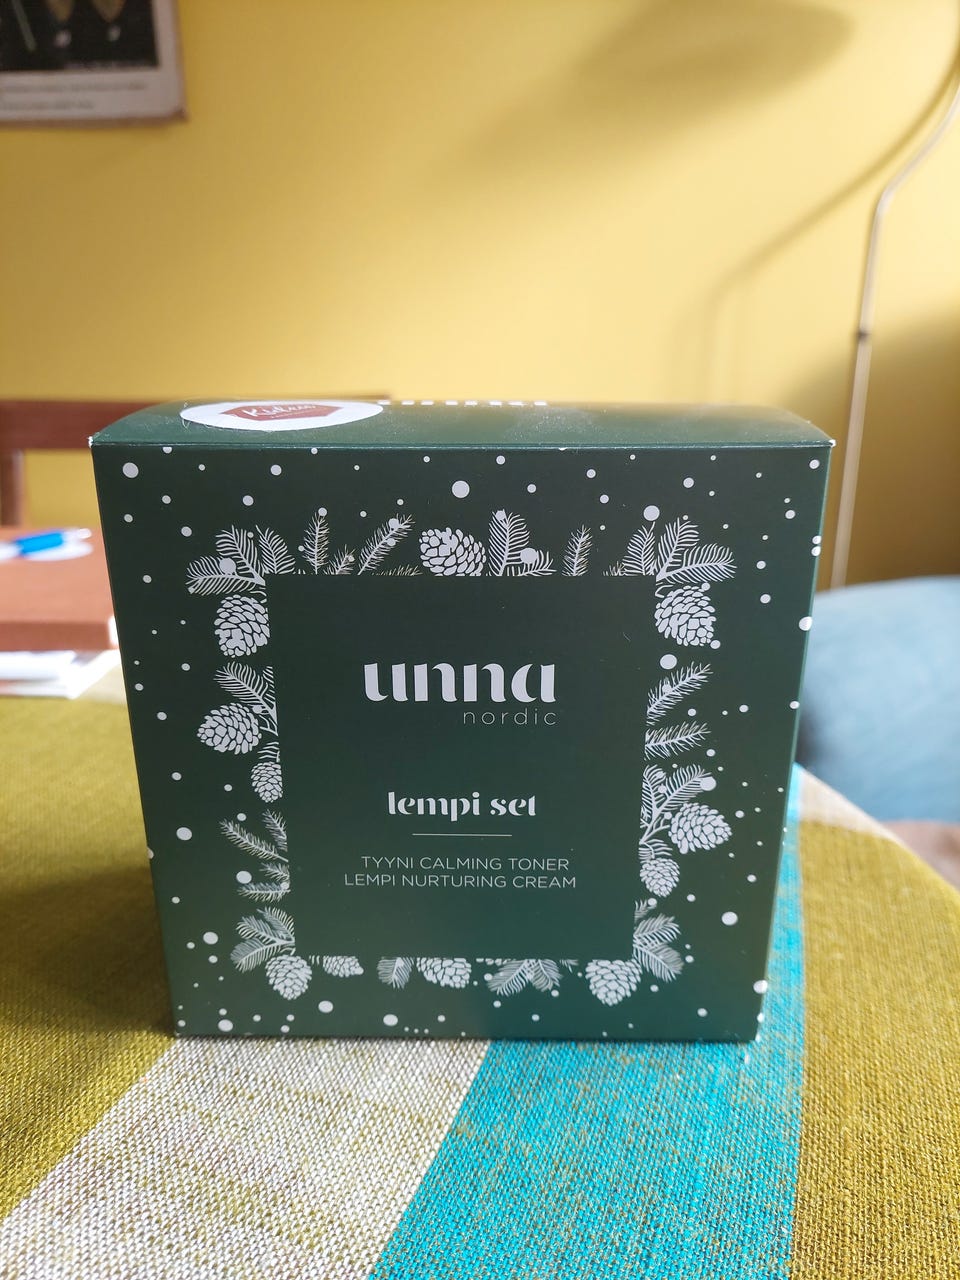 unna
nordic
lempi set
TYYNI CALMING TONER
LEMPI NURTURING CREAM